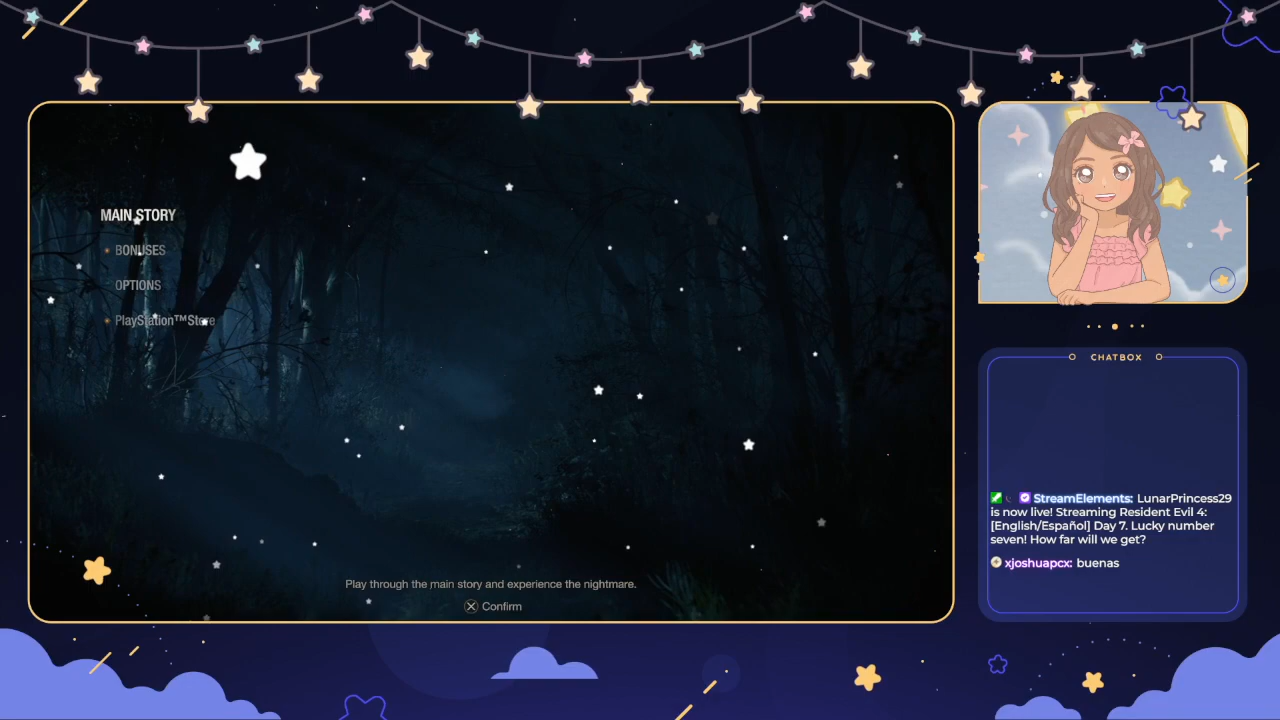 MAIN STORY
BONUSES
OPTIONS
PlayStation™Store
Play through the main story and experience the nightmare.
Confirm
CHATBOX
StreamElements: LunarPrincess29
is now live! Streaming Resident Evil 4:
[English/Español] Day 7. Lucky number
seven! How far will we get?
xjoshuapcx: buenas